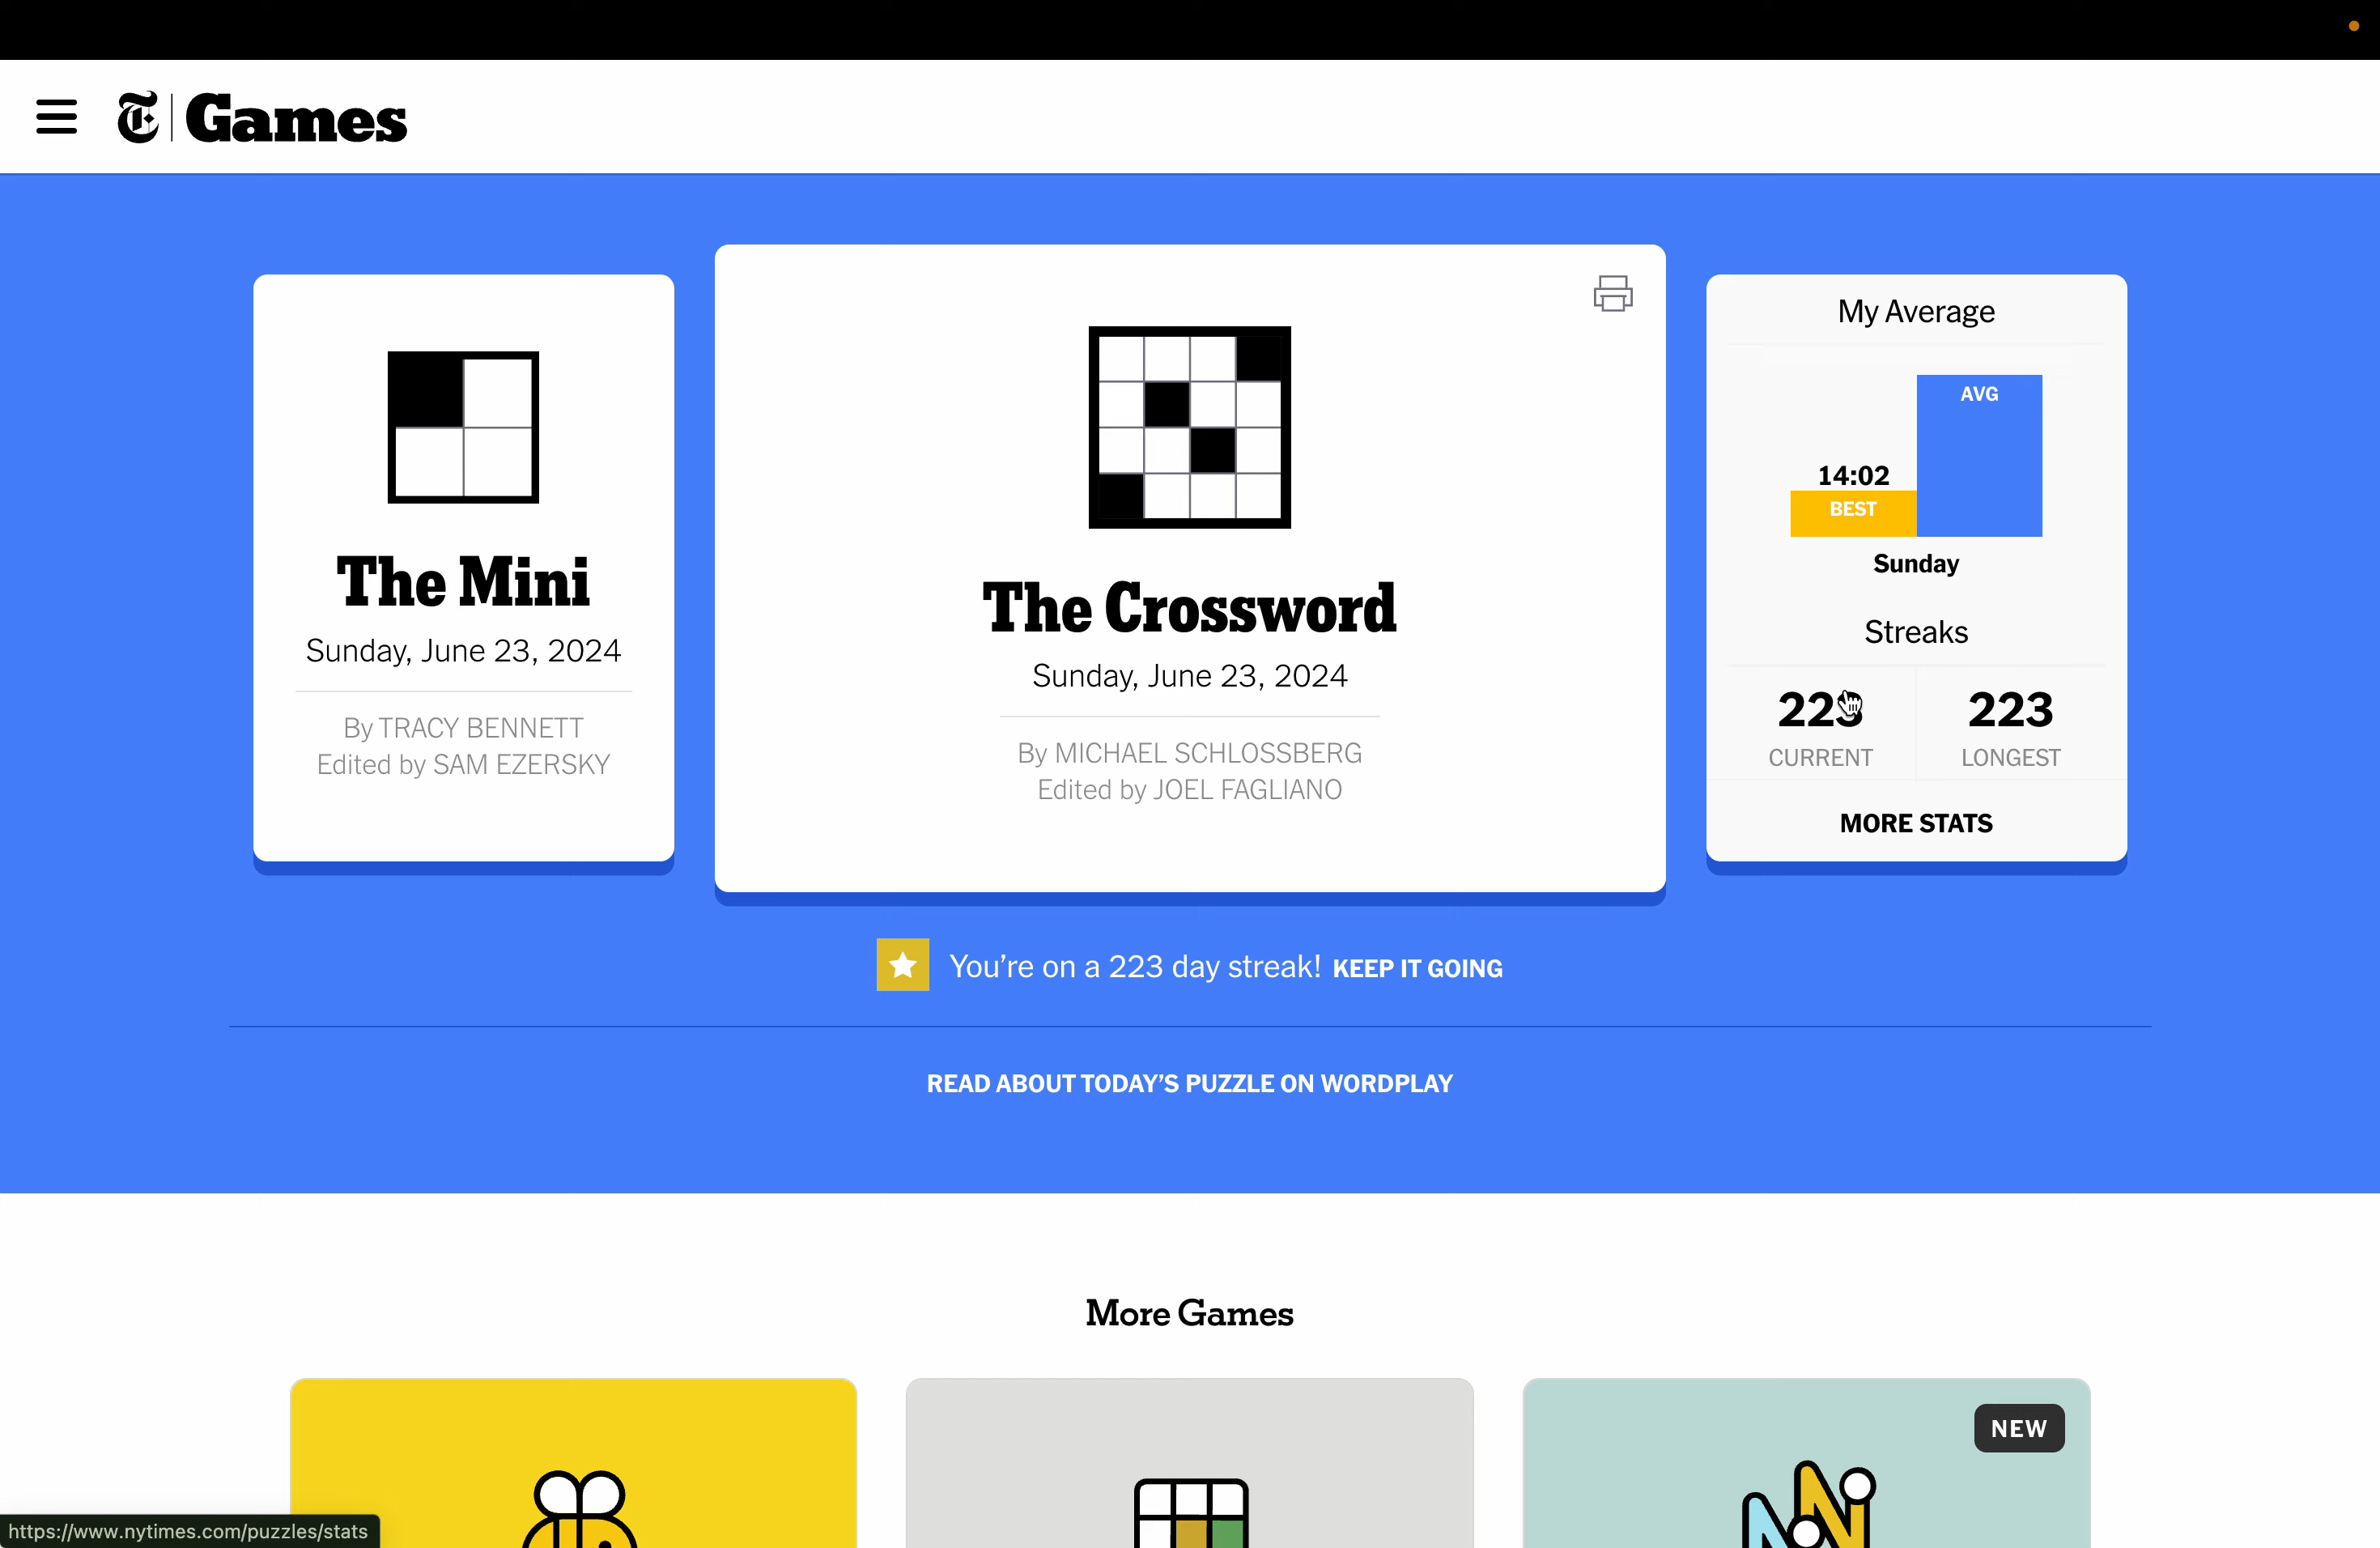 T | Games
The Mini
Sunday, June 23, 2024
By TRACY BENNETT
Edited by SAM EZERSKY
The Crossword
Sunday, June 23, 2024
By MICHAEL SCHLOSSBERG
Edited by JOEL FAGLIANO
My Average
AVG
14:02
BEST
Sunday
Streaks
223 223
CURRENT LONGEST
MORE STATS
You're on a 223 day streak! KEEP IT GOING
READ ABOUT TODAY'S PUZZLE ON WORDPLAY
More Games
NEW
https://www.nytimes.com/puzzles/stats